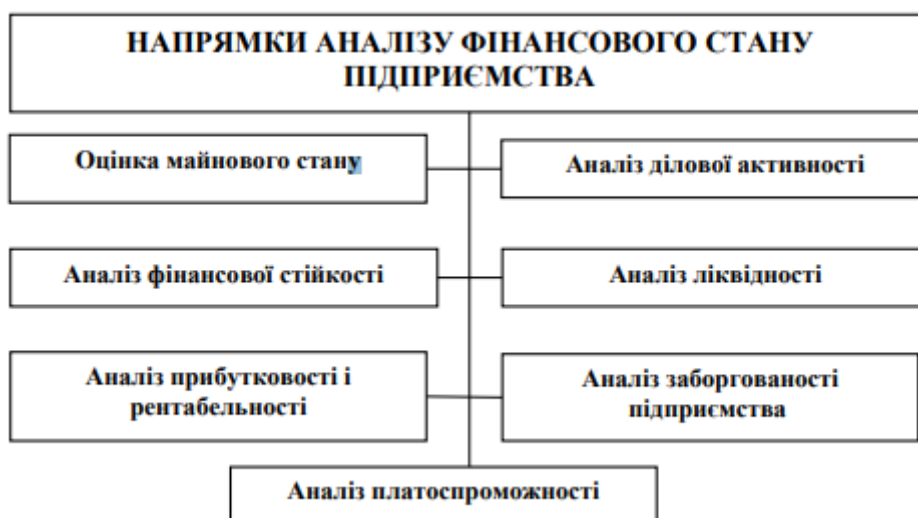 НАПРЯМКИ АНАЛІЗУ ФІНАНСОВОГО СТАНУ
ПІДПРИЄМСТВА
Оцінка майнового стану
Аналіз ділової активності
Аналіз фінансової стійкості
Аналіз ліквідності
Аналіз прибутковості і
рентабельності
Аналіз заборгованості
підприємства
Аналіз платоспроможності